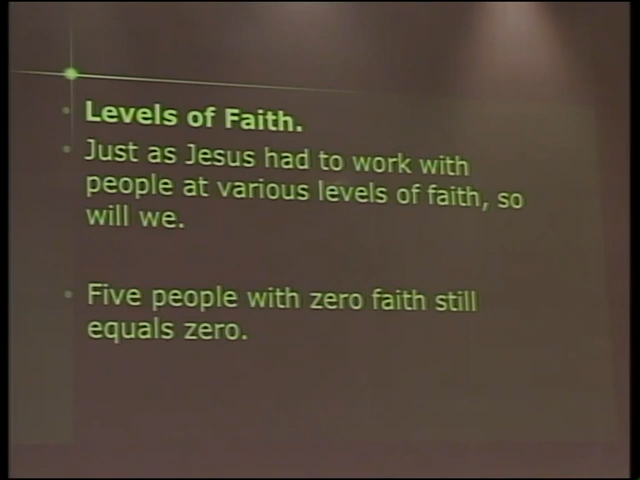 Levels of Faith.
Just as Jesus had to work with
people at various levels of faith, so
will we.
Five people with zero faith still
equals zero.